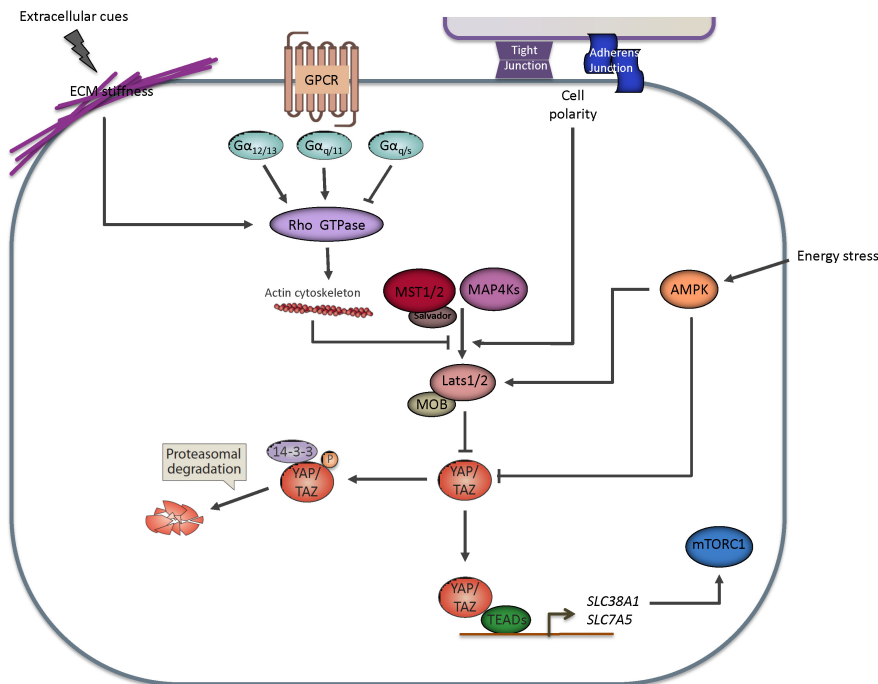 Extracellular cues
ECM stiffness
GPCR
Tight
Junction
Adherens
Junction
Cell
polarity
Gα12/13
Gαq/11
Gαq/s
Rho GTPase
Energy stress
Actin cytoskeleton
MST1/2
MAP4Ks
AMPK
Salvador
Lats1/2
MOB
Proteasomal
degradation
14-3-3
P
YAP/
TAZ
YAP/
TAZ
mTORC1
YAP/
TAZ
TEADs
SLC38A1
SLC7A5